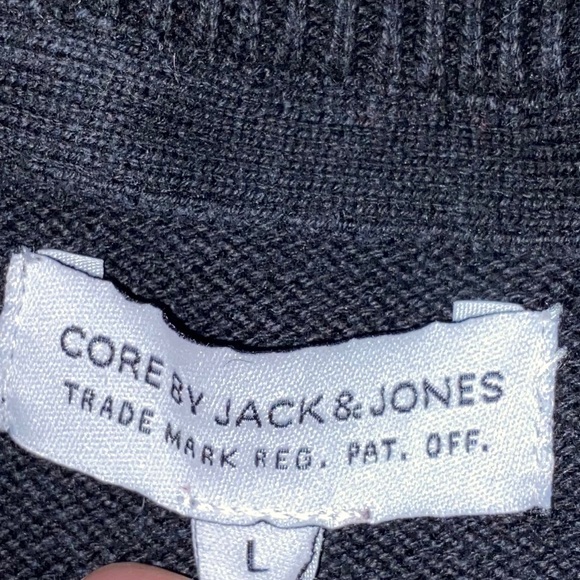 CORE BY JACK & JONES
TRADE MARK REG. PAT. OFF.
L